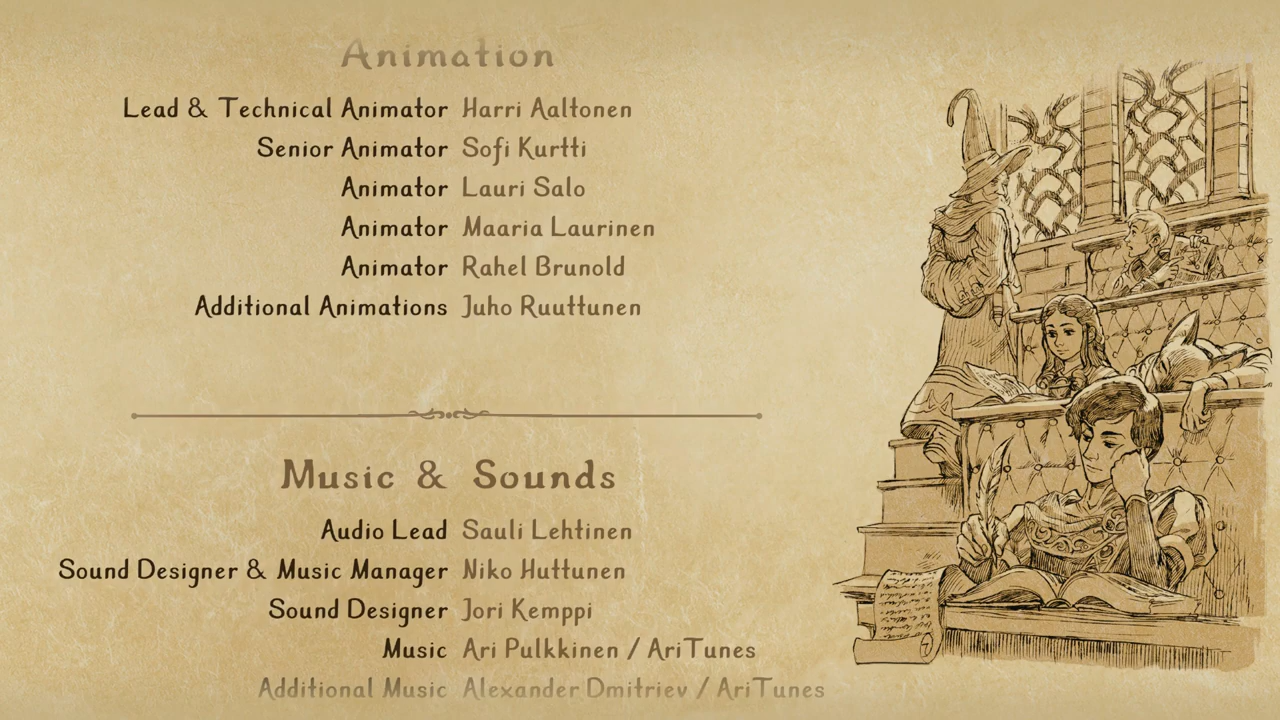 Animation
Lead & Technical Animator Harri Aaltonen
Senior Animator Sofi Kurtti
Animator Lauri Salo
Animator Maaria Laurinen
Animator Rahel Brunold
Additional Animations Juho Ruuttunen
Music & Sounds
Audio Lead Sauli Lehtinen
Sound Designer & Music Manager Niko Huttunen
Sound Designer Jori Kemppi
Music Ari Pulkkinen / AriTunes
Additional Music Alexander Dmitriev / AriTunes